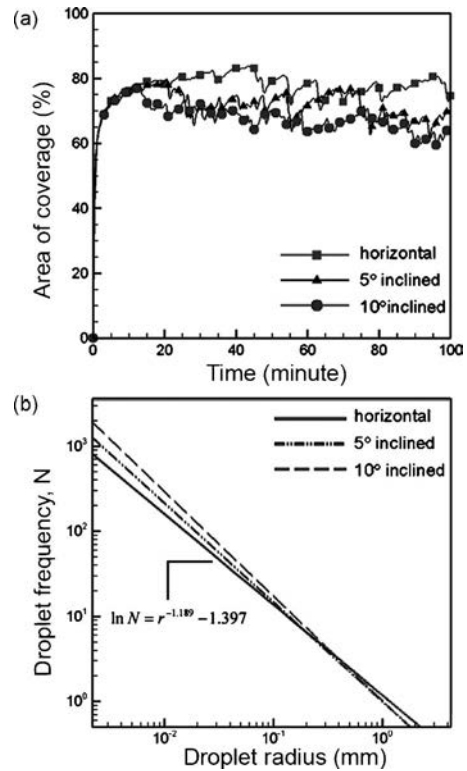 (a)
100
80
60
40
20
0
Area of coverage (%)
horizontal
5° inclined
10° inclined
0 20 40 60 80 100
Time (minute)
(b)
horizontal
5° inclined
10° inclined
10³
10²
10¹
10⁰
Droplet frequency, N
ln N = r^-1.189 - 1.397
10⁻² 10⁻¹ 10⁰
Droplet radius (mm)